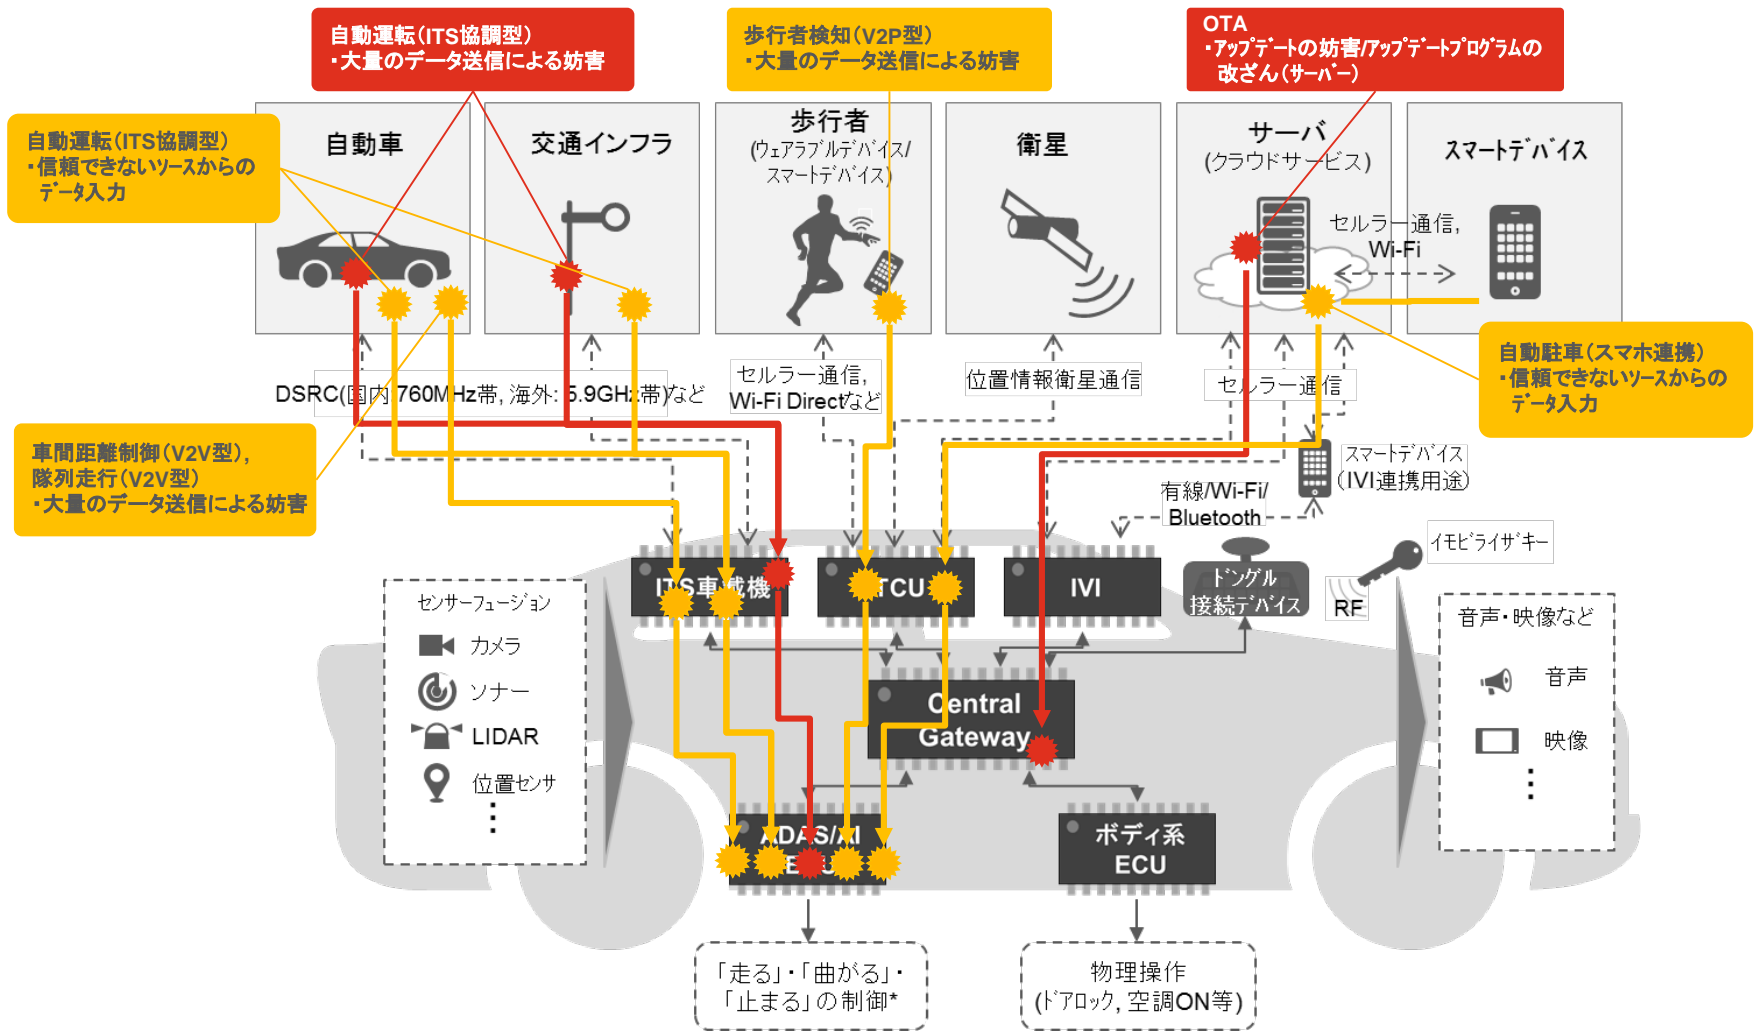 自動運転（ITS協調型）
・大量のデータ送信による妨害
歩行者検知（V2P型）
・大量のデータ送信による妨害
OTA
・アップデートの妨害/アップデートプログラムの
改ざん（サーバー）
自動運転（ITS協調型）
・信頼できないソースからの
データ入力
自動車
交通インフラ
歩行者
(ウェアラブルデバイス/
スマートデバイス)
衛星
サーバ
(クラウドサービス)
スマートデバイス
セルラー通信,
Wi-Fi
自動駐車（スマホ連携）
・信頼できないソースからの
データ入力
DSRC(国内:760MHz帯, 海外: 5.9GHz帯)など
セルラー通信,
Wi-Fi Directなど
位置情報衛星通信
セルラー通信
車間距離制御（V2V型）,
隊列走行（V2V型）
・大量のデータ送信による妨害
スマートデバイス
(IVI連携用途)
有線/Wi-Fi/
Bluetooth
イモビライザキー
RF
ITS車載機
TCU
IVI
ドングル
接続デバイス
センサーフュージョン
カメラ
ソナー
LIDAR
位置センサ
⋮
音声・映像など
音声
映像
⋮
Central
Gateway
ADAS/AI
ECU
ボディ系
ECU
「走る」・「曲がる」・
「止まる」の制御*
物理操作
(ドアロック, 空調ON等)